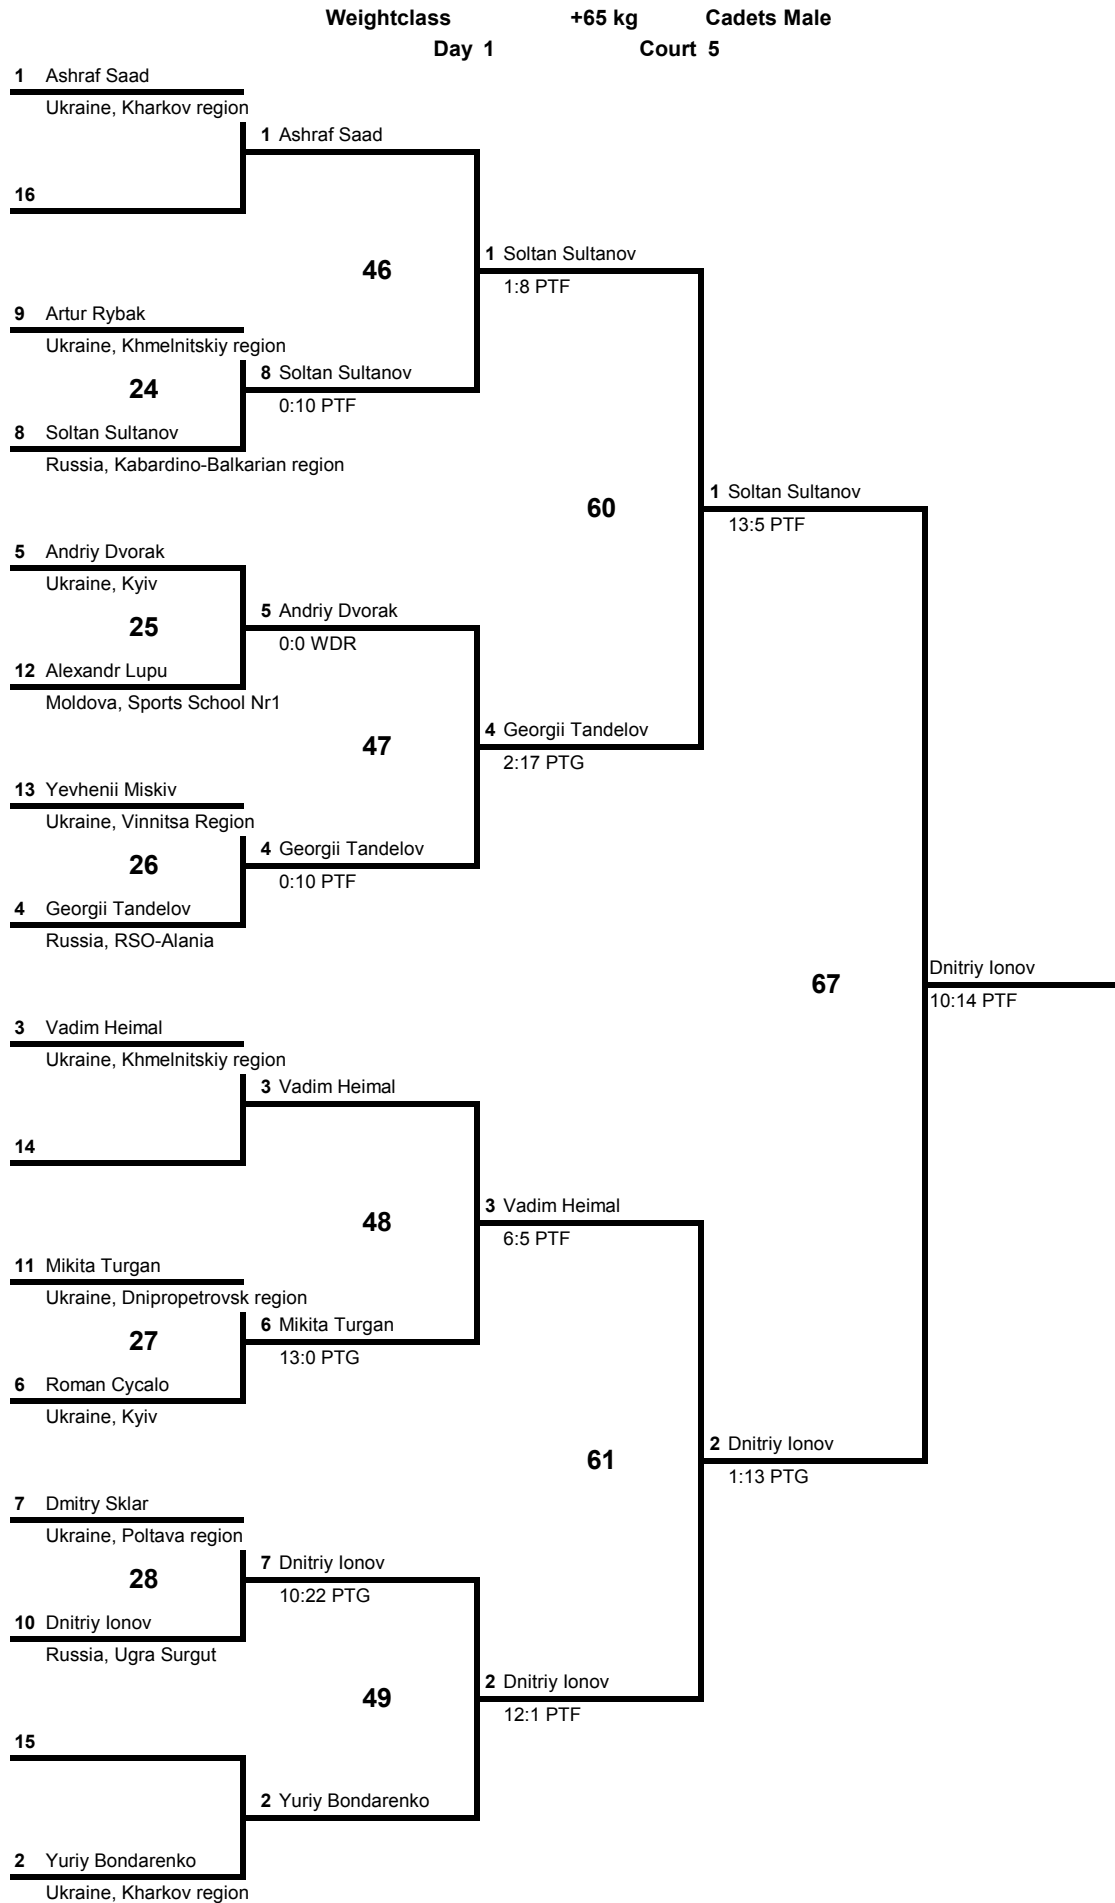 Weightclass +65 kg Cadets Male
Day 1 Court 5
1 Ashraf Saad
Ukraine, Kharkov region
1 Ashraf Saad
16
1 Soltan Sultanov
46
1:8 PTF
9 Artur Rybak
Ukraine, Khmelnitskiy region
8 Soltan Sultanov
24
0:10 PTF
8 Soltan Sultanov
Russia, Kabardino-Balkarian region
1 Soltan Sultanov
60
13:5 PTF
5 Andriy Dvorak
Ukraine, Kyiv
5 Andriy Dvorak
25
0:0 WDR
12 Alexandr Lupu
Moldova, Sports School Nr1
4 Georgii Tandelov
47
2:17 PTG
13 Yevhenii Miskiv
Ukraine, Vinnitsa Region
4 Georgii Tandelov
26
0:10 PTF
4 Georgii Tandelov
Russia, RSO-Alania
Dnitriy Ionov
67
10:14 PTF
3 Vadim Heimal
Ukraine, Khmelnitskiy region
3 Vadim Heimal
14
3 Vadim Heimal
48
6:5 PTF
11 Mikita Turgan
Ukraine, Dnipropetrovsk region
6 Mikita Turgan
27
13:0 PTG
6 Roman Cycalo
Ukraine, Kyiv
2 Dnitriy Ionov
61
1:13 PTG
7 Dmitry Sklar
Ukraine, Poltava region
7 Dnitriy Ionov
28
10:22 PTG
10 Dnitriy Ionov
Russia, Ugra Surgut
2 Dnitriy Ionov
49
12:1 PTF
15
2 Yuriy Bondarenko
2 Yuriy Bondarenko
Ukraine, Kharkov region